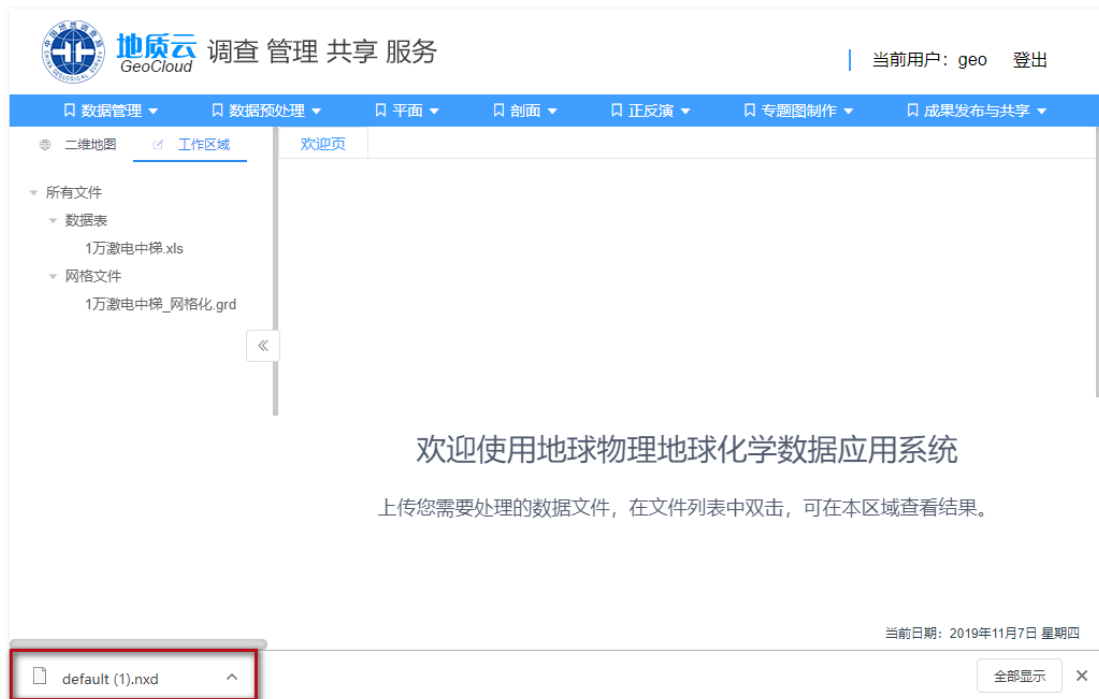 地质云 调查 管理 共享 服务
GeoCloud
当前用户：geo 登出
数据管理 数据预处理 平面 剖面 正反演 专题图制作 成果发布与共享
二维地图 工作区域 欢迎页
所有文件
数据表
1万激电中梯.xls
网格文件
1万激电中梯_网格化.grd
欢迎使用地球物理地球化学数据应用系统
上传您需要处理的数据文件，在文件列表中双击，可在本区域查看结果。
当前日期：2019年11月7日 星期四
default (1).nxd 全部显示